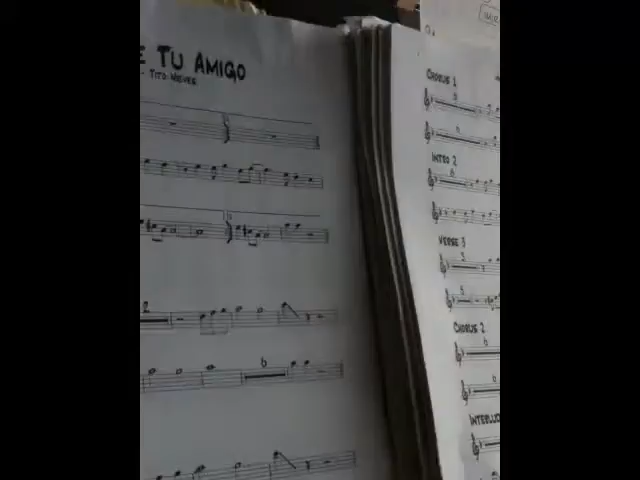 E TU AMIGO
- TITO NIEVES
CHORUS 1
INTRO 2
VERSE 3
CHORUS 2